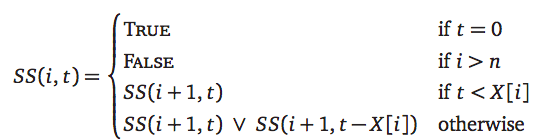 TRUE if t = 0
FALSE if i > n
SS(i, t) =
SS(i + 1, t) if t < X[i]
SS(i + 1, t) ∨ SS(i + 1, t − X[i]) otherwise